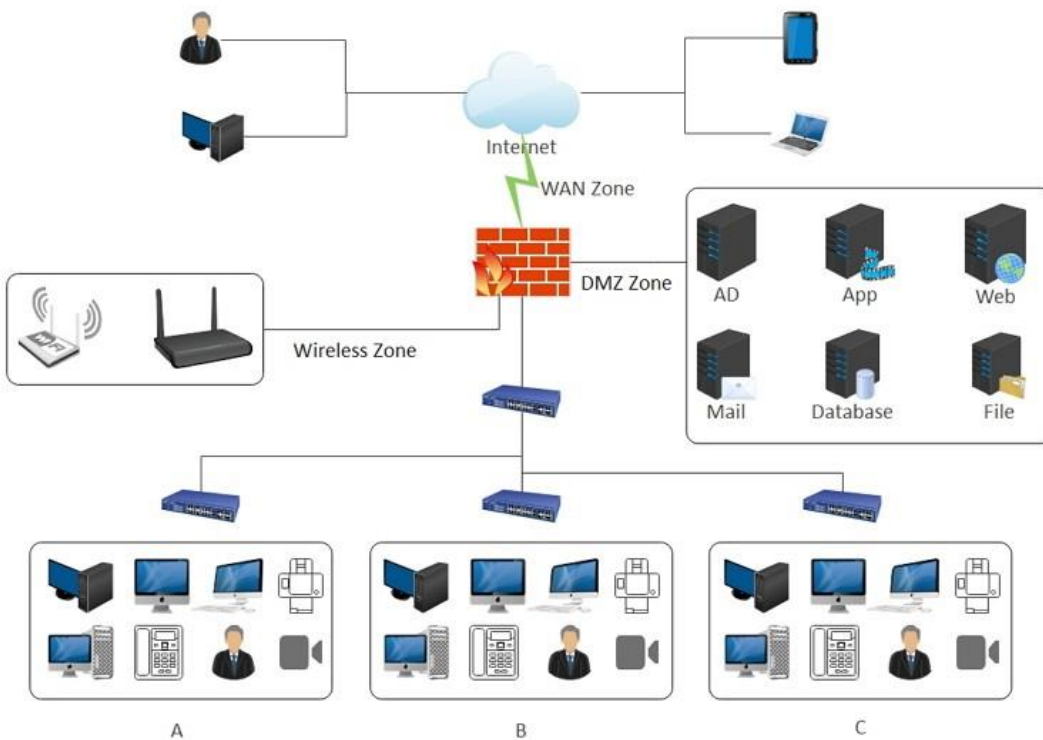 Internet
WAN Zone
DMZ Zone
AD
App
Web
Wireless Zone
Mail
Database
File
A
B
C